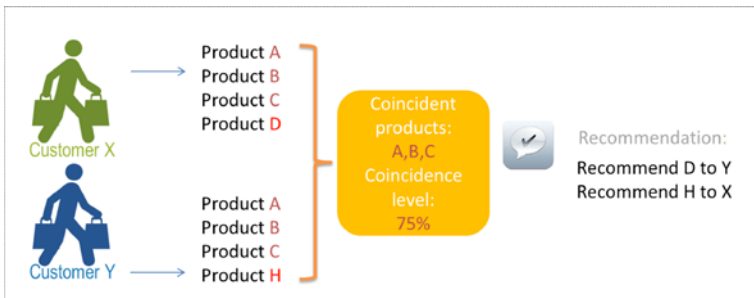 Product A
Product B
Product C
Product D
Customer X
Product A
Product B
Product C
Product H
Customer Y
Coincident
products:
A,B,C
Coincidence
level:
75%
Recommendation:
Recommend D to Y
Recommend H to X